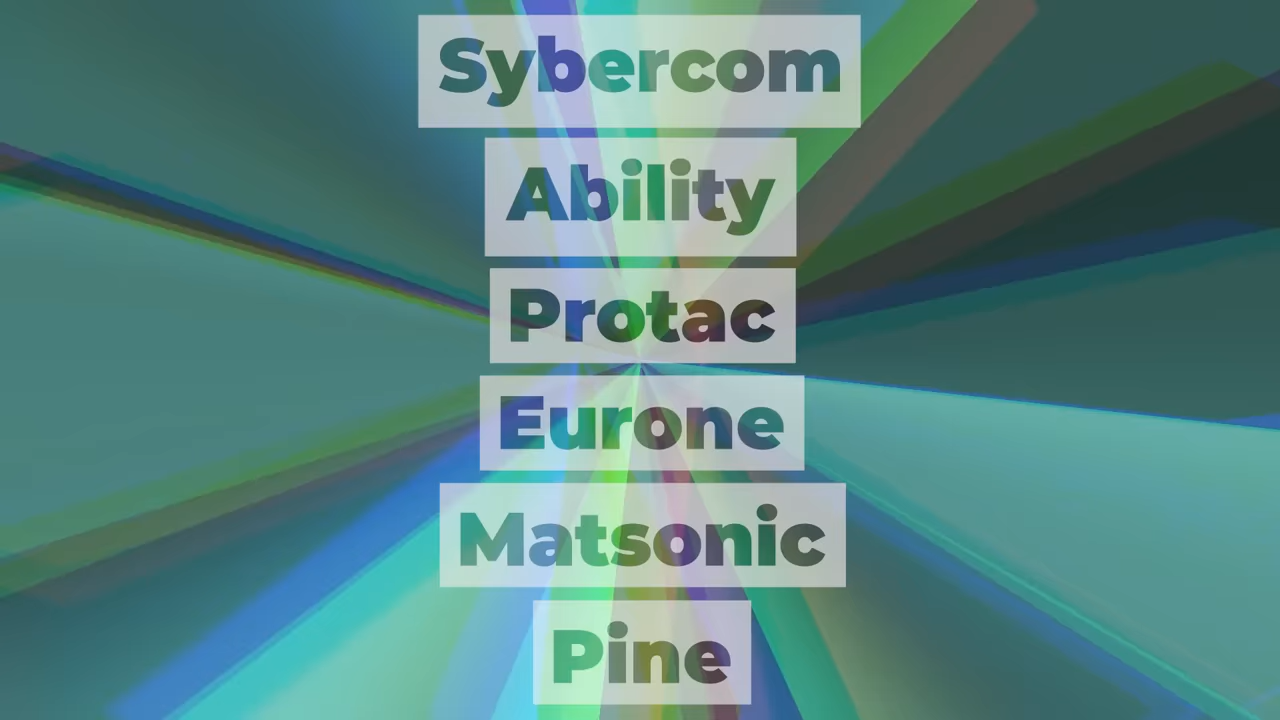 Sybercom
Ability
Protac
Eurone
Matsonic
Pine